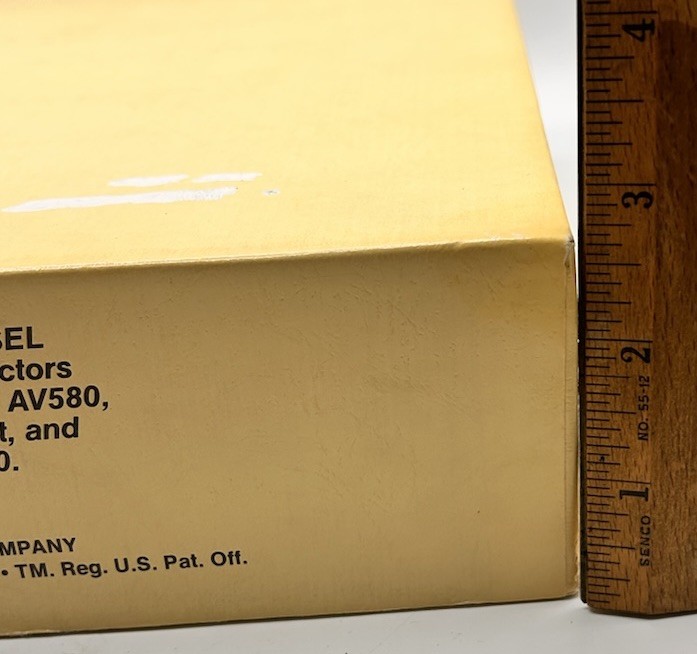 SEL
ctors
AV580,
t, and
0.
MPANY
• TM. Reg. U.S. Pat. Off.
4
3
2
1
NO. 55-12
SENCO